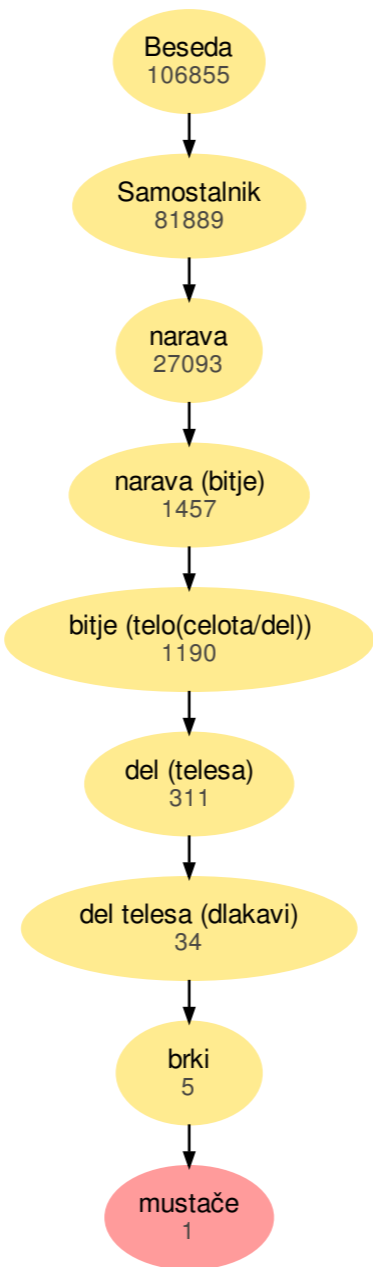 Beseda
106855
Samostalnik
81889
narava
27093
narava (bitje)
1457
bitje (telo(celota/del))
1190
del (telesa)
311
del telesa (dlakavi)
34
brki
5
mustače
1